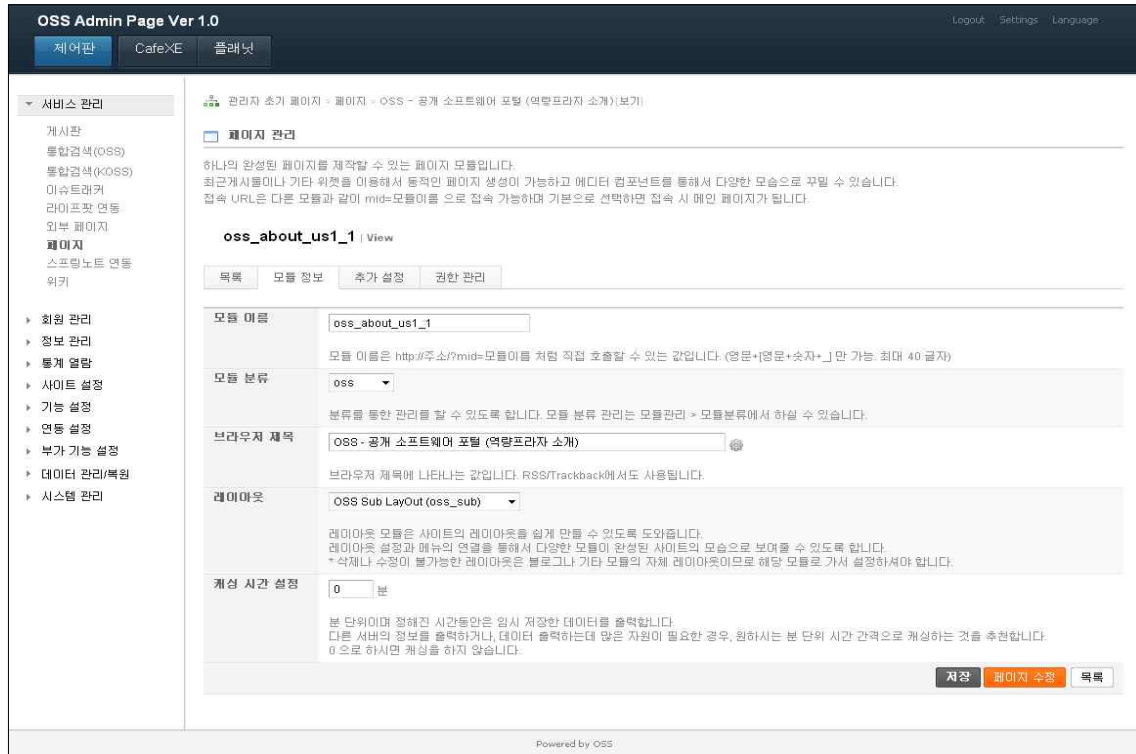 OSS Admin Page Ver 1.0
Logout Settings Language
제어판 CafeXE 플래닛
서비스 관리
게시판
통합검색(OSS)
통합검색(KOSS)
이슈트래커
라이프팟 연동
외부 페이지
페이지
스프링노트 연동
위키
회원 관리
정보 관리
통계 열람
사이트 설정
기능 설정
연동 설정
부가 기능 설정
데이터 관리/복원
시스템 관리
관리자 초기 페이지 > 페이지 > OSS - 공개 소프트웨어 포털 (역량프라자 소개)(보기)
페이지 관리
하나의 완성된 페이지를 제작할 수 있는 페이지 모듈입니다.
최근게시물이나 기타 위젯을 이용해서 동적인 페이지 생성이 가능하고 에디터 컴포넌트를 통해서 다양한 모습으로 꾸밀 수 있습니다.
접속 URL은 다른 모듈과 같이 mid=모듈이름 으로 접속 가능하며 기본으로 선택하면 접속 시 메인 페이지가 됩니다.
oss_about_us1_1 | View
목록 모듈 정보 추가 설정 권한 관리
모듈 이름
oss_about_us1_1
모듈 이름은 http://주소/?mid=모듈이름 처럼 직접 호출할 수 있는 값입니다. (영문+[영문+숫자+_] 만 가능. 최대 40 글자)
모듈 분류
oss
분류를 통한 관리를 할 수 있도록 합니다. 모듈 분류 관리는 모듈관리 > 모듈분류에서 하실 수 있습니다.
브라우저 제목
OSS - 공개 소프트웨어 포털 (역량프라자 소개)
브라우저 제목에 나타나는 값입니다. RSS/Trackback에서도 사용됩니다.
레이아웃
OSS Sub LayOut (oss_sub)
레이아웃 모듈은 사이트의 레이아웃을 쉽게 만들 수 있도록 도와줍니다.
레이아웃 설정과 메뉴의 연결을 통해서 다양한 모듈이 완성된 사이트의 모습으로 보여줄 수 있도록 합니다.
* 삭제나 수정이 불가능한 레이아웃은 블로그나 기타 모듈의 자체 레이아웃이므로 해당 모듈로 가서 설정하셔야 합니다.
캐싱 시간 설정
0 분
분 단위이며 정해진 시간동안은 임시 저장한 데이터를 출력합니다.
다른 서버의 정보를 출력하거나, 데이터 출력하는데 많은 자원이 필요한 경우, 원하시는 분 단위 시간 간격으로 캐싱하는 것을 추천합니다.
0 으로 하시면 캐싱을 하지 않습니다.
저장 페이지 수정 목록
Powered by OSS